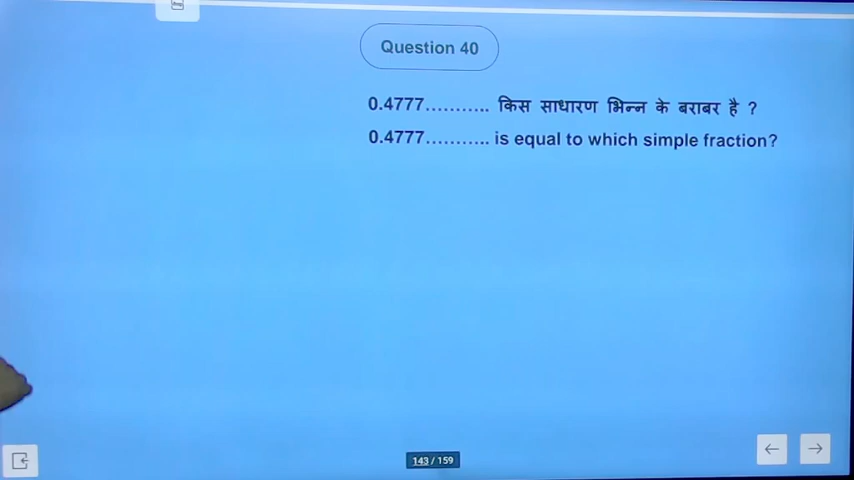 Question 40
0.4777........... किस साधारण भिन्न के बराबर है ?
0.4777........... is equal to which simple fraction?
143 / 159